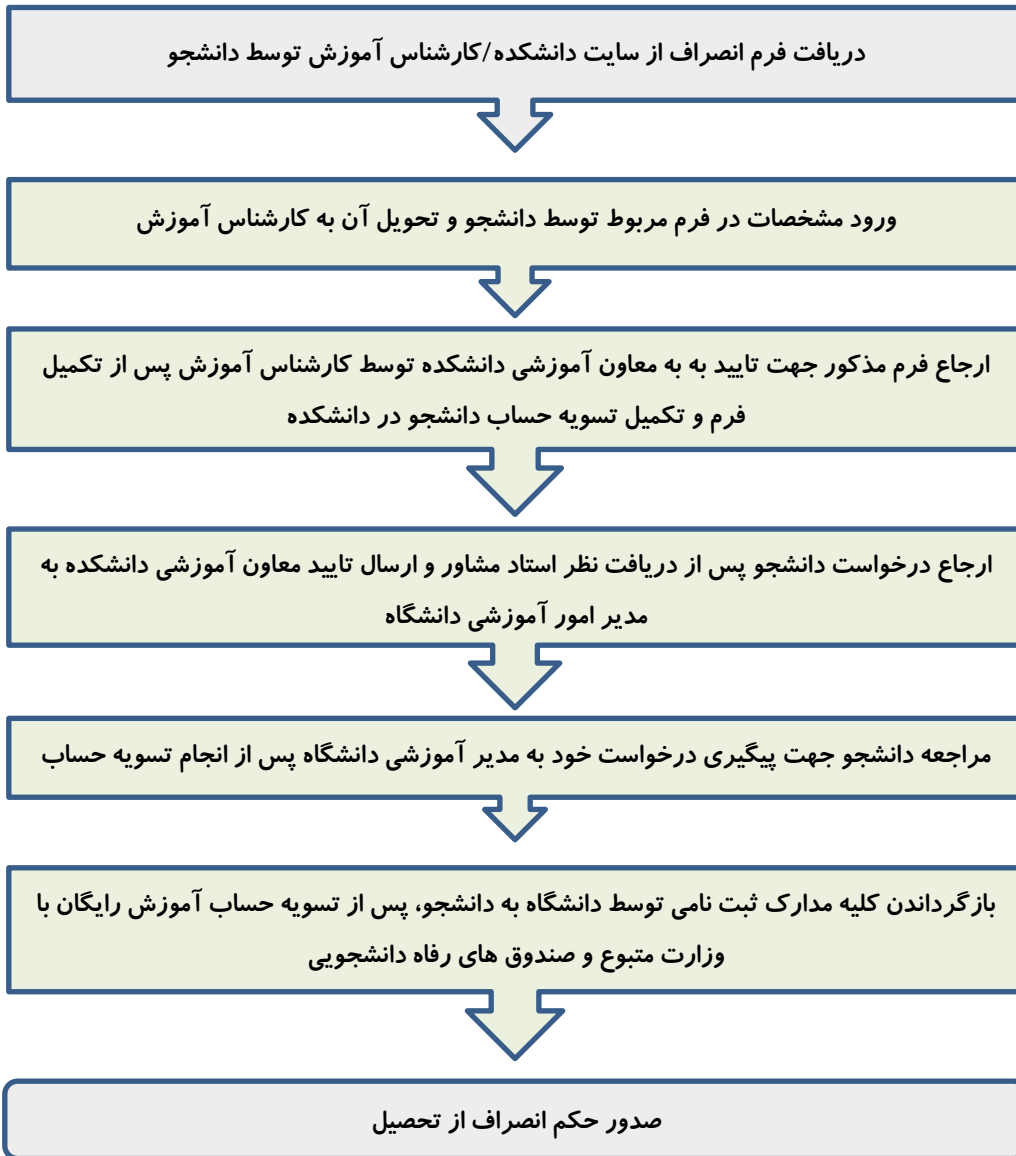 دریافت فرم انصراف از سایت دانشکده/کارشناس آموزش توسط دانشجو
ورود مشخصات در فرم مربوط توسط دانشجو و تحویل آن به کارشناس آموزش
ارجاع فرم مذکور جهت تایید به به معاون آموزشی دانشکده توسط کارشناس آموزش پس از تکمیل
فرم و تکمیل تسویه حساب دانشجو در دانشکده
ارجاع درخواست دانشجو پس از دریافت نظر استاد مشاور و ارسال تایید معاون آموزشی دانشکده به
مدیر امور آموزشی دانشگاه
مراجعه دانشجو جهت پیگیری درخواست خود به مدیر آموزشی دانشگاه پس از انجام تسویه حساب
بازگرداندن کلیه مدارک ثبت نامی توسط دانشگاه به دانشجو، پس از تسویه حساب آموزش رایگان با
وزارت متبوع و صندوق های رفاه دانشجویی
صدور حکم انصراف از تحصیل